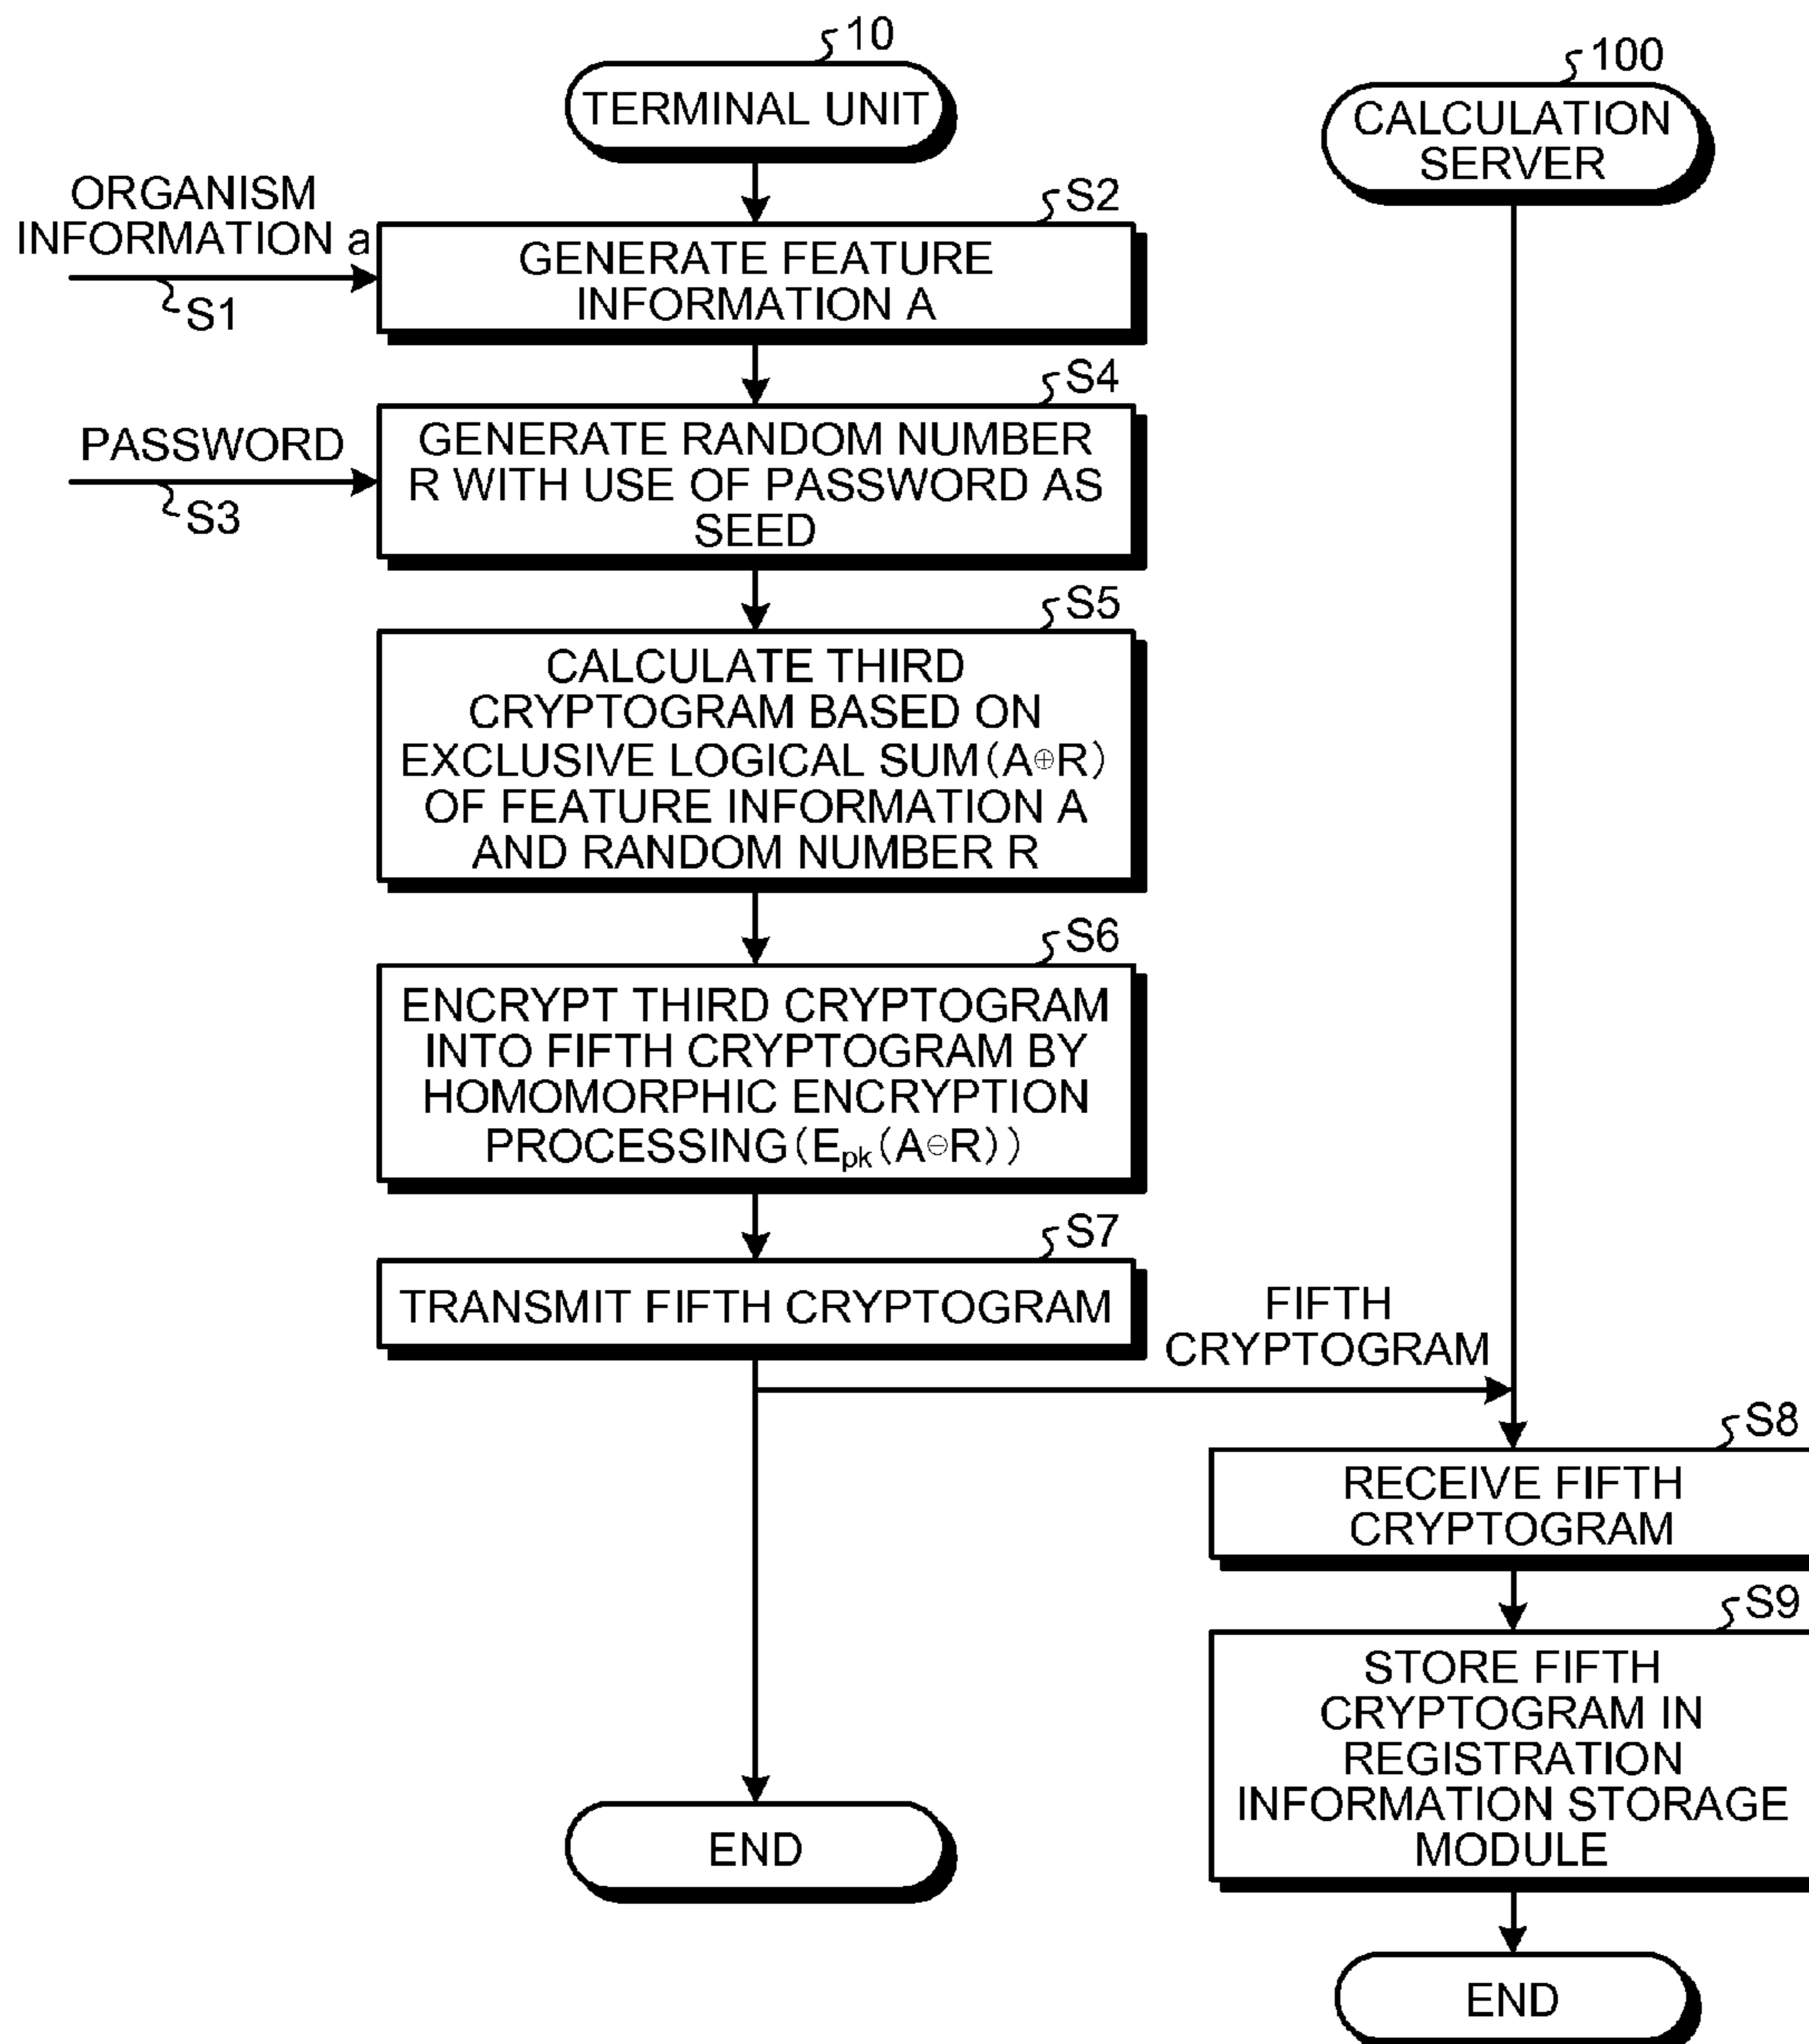 10
TERMINAL UNIT
100
CALCULATION
SERVER
ORGANISM
INFORMATION a
S1
S2
GENERATE FEATURE
INFORMATION A
PASSWORD
S3
S4
GENERATE RANDOM NUMBER
R WITH USE OF PASSWORD AS
SEED
S5
CALCULATE THIRD
CRYPTOGRAM BASED ON
EXCLUSIVE LOGICAL SUM(A⊕R)
OF FEATURE INFORMATION A
AND RANDOM NUMBER R
S6
ENCRYPT THIRD CRYPTOGRAM
INTO FIFTH CRYPTOGRAM BY
HOMOMORPHIC ENCRYPTION
PROCESSING(Epk(A⊖R))
S7
TRANSMIT FIFTH CRYPTOGRAM
FIFTH
CRYPTOGRAM
S8
RECEIVE FIFTH
CRYPTOGRAM
S9
STORE FIFTH
CRYPTOGRAM IN
REGISTRATION
INFORMATION STORAGE
MODULE
END
END